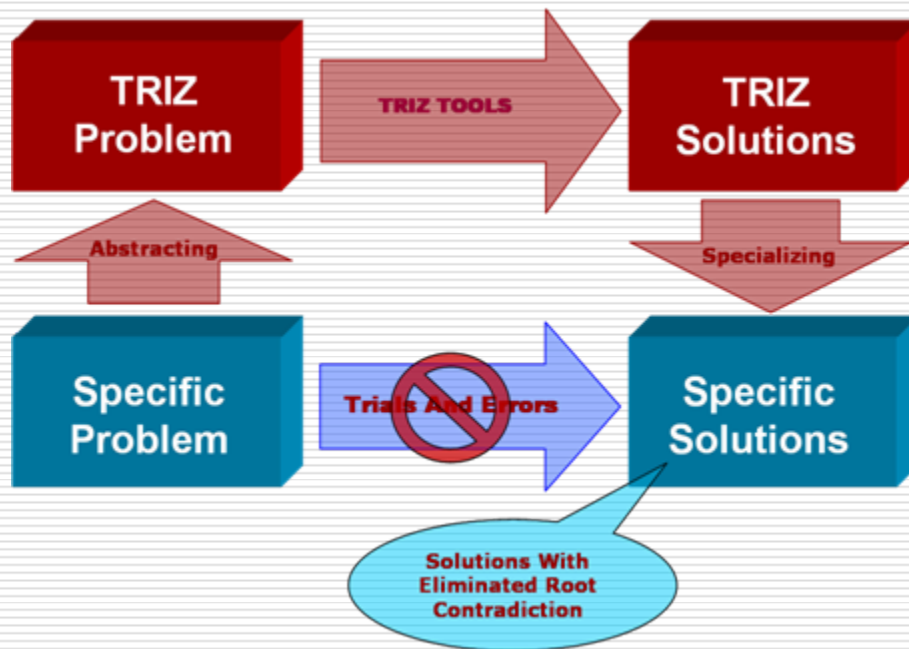 TRIZ
Problem
TRIZ TOOLS
TRIZ
Solutions
Abstracting
Specializing
Specific
Problem
Trials And Errors
Specific
Solutions
Solutions With
Eliminated Root
Contradiction